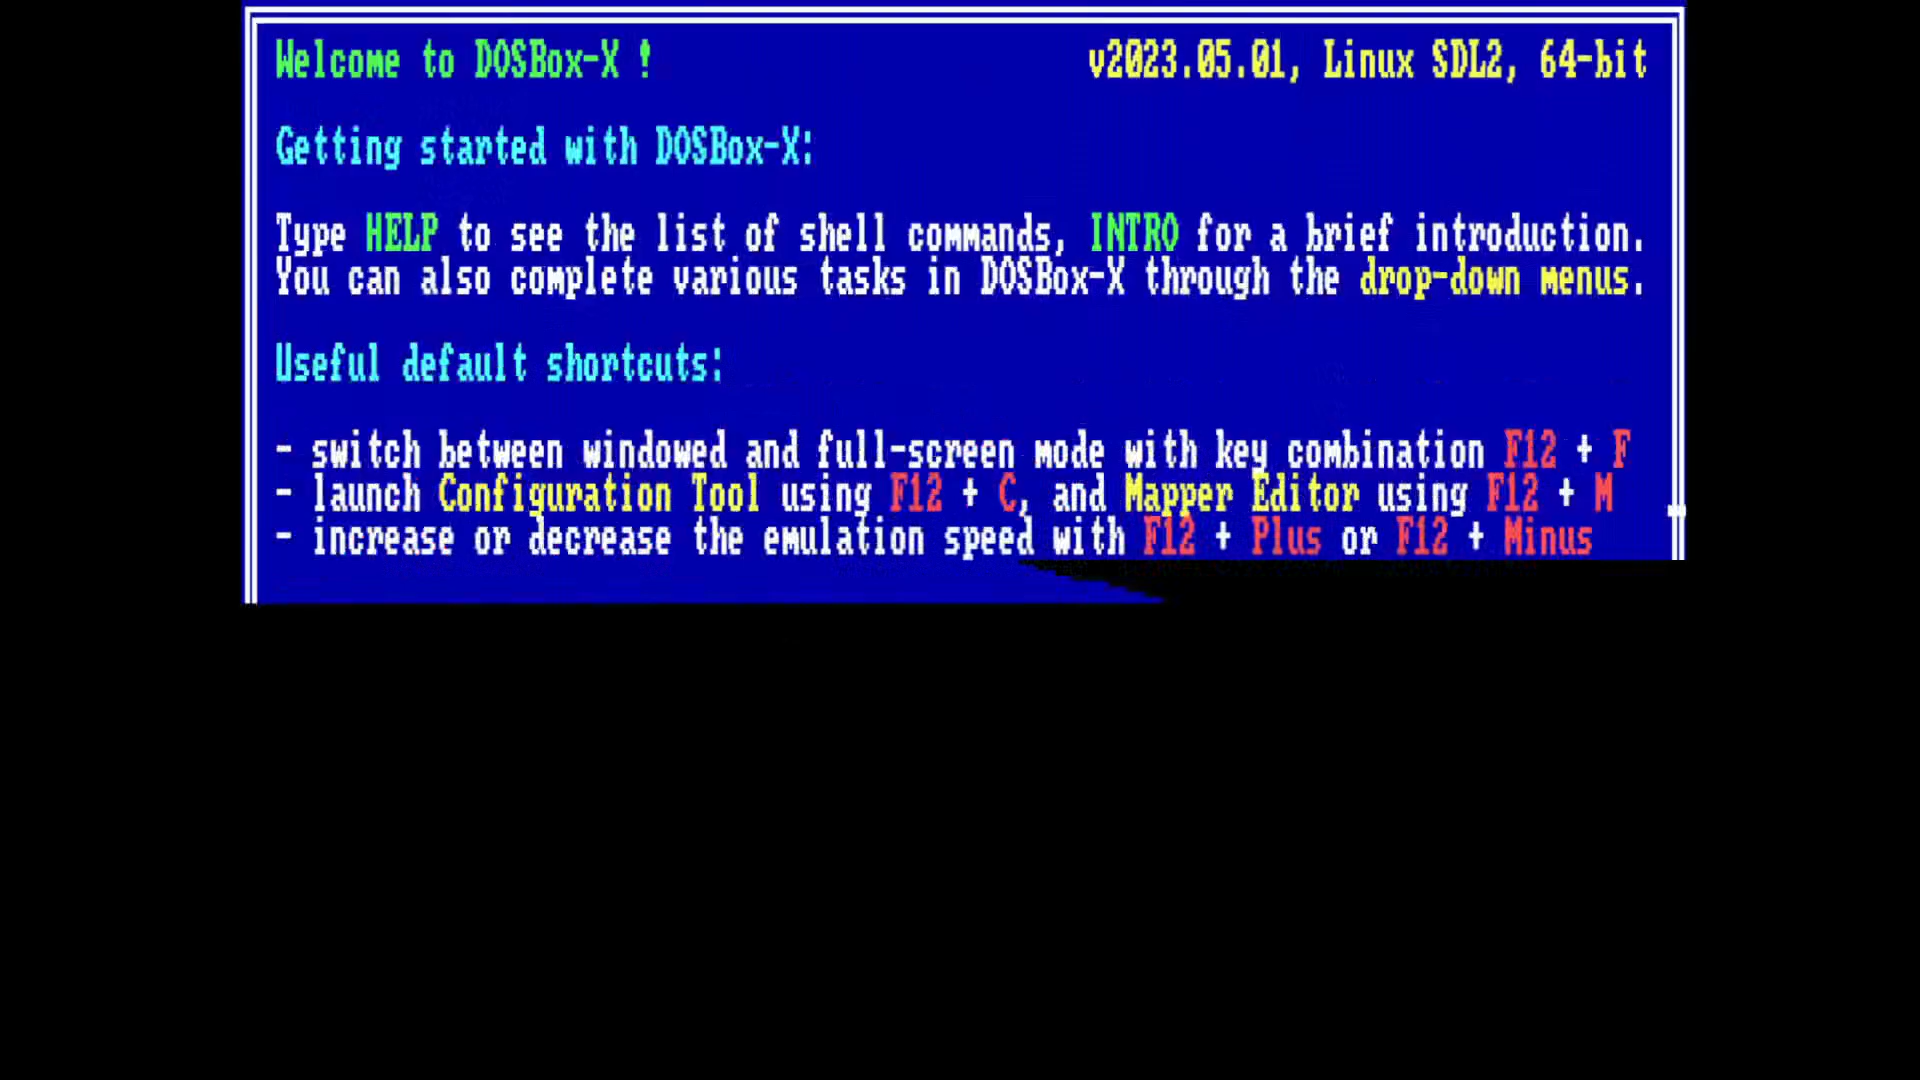 Welcome to DOSBox-X ! v2023.05.01, Linux SDL2, 64-bit
Getting started with DOSBox-X:
Type HELP to see the list of shell commands, INTRO for a brief introduction.
You can also complete various tasks in DOSBox-X through the drop-down menus.
Useful default shortcuts:
- switch between windowed and full-screen mode with key combination F12 + F
- launch Configuration Tool using F12 + C, and Mapper Editor using F12 + M
- increase or decrease the emulation speed with F12 + Plus or F12 + Minus